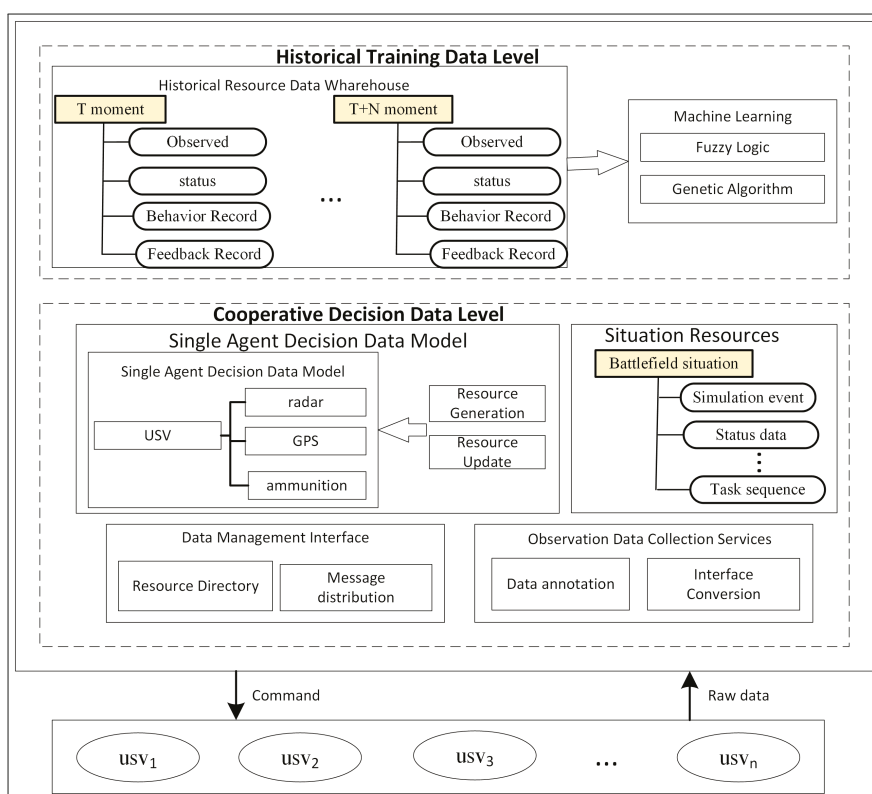 Historical Training Data Level
Historical Resource Data Wharehouse
T moment
Observed
status
Behavior Record
Feedback Record
...
T+N moment
Observed
status
Behavior Record
Feedback Record
Machine Learning
Fuzzy Logic
Genetic Algorithm
Cooperative Decision Data Level
Single Agent Decision Data Model
Single Agent Decision Data Model
USV
radar
GPS
ammunition
Resource
Generation
Resource
Update
Situation Resources
Battlefield situation
Simulation event
Status data
...
Task sequence
Data Management Interface
Resource Directory
Message
distribution
Observation Data Collection Services
Data annotation
Interface
Conversion
Command
Raw data
usv1
usv2
usv3
...
usvn